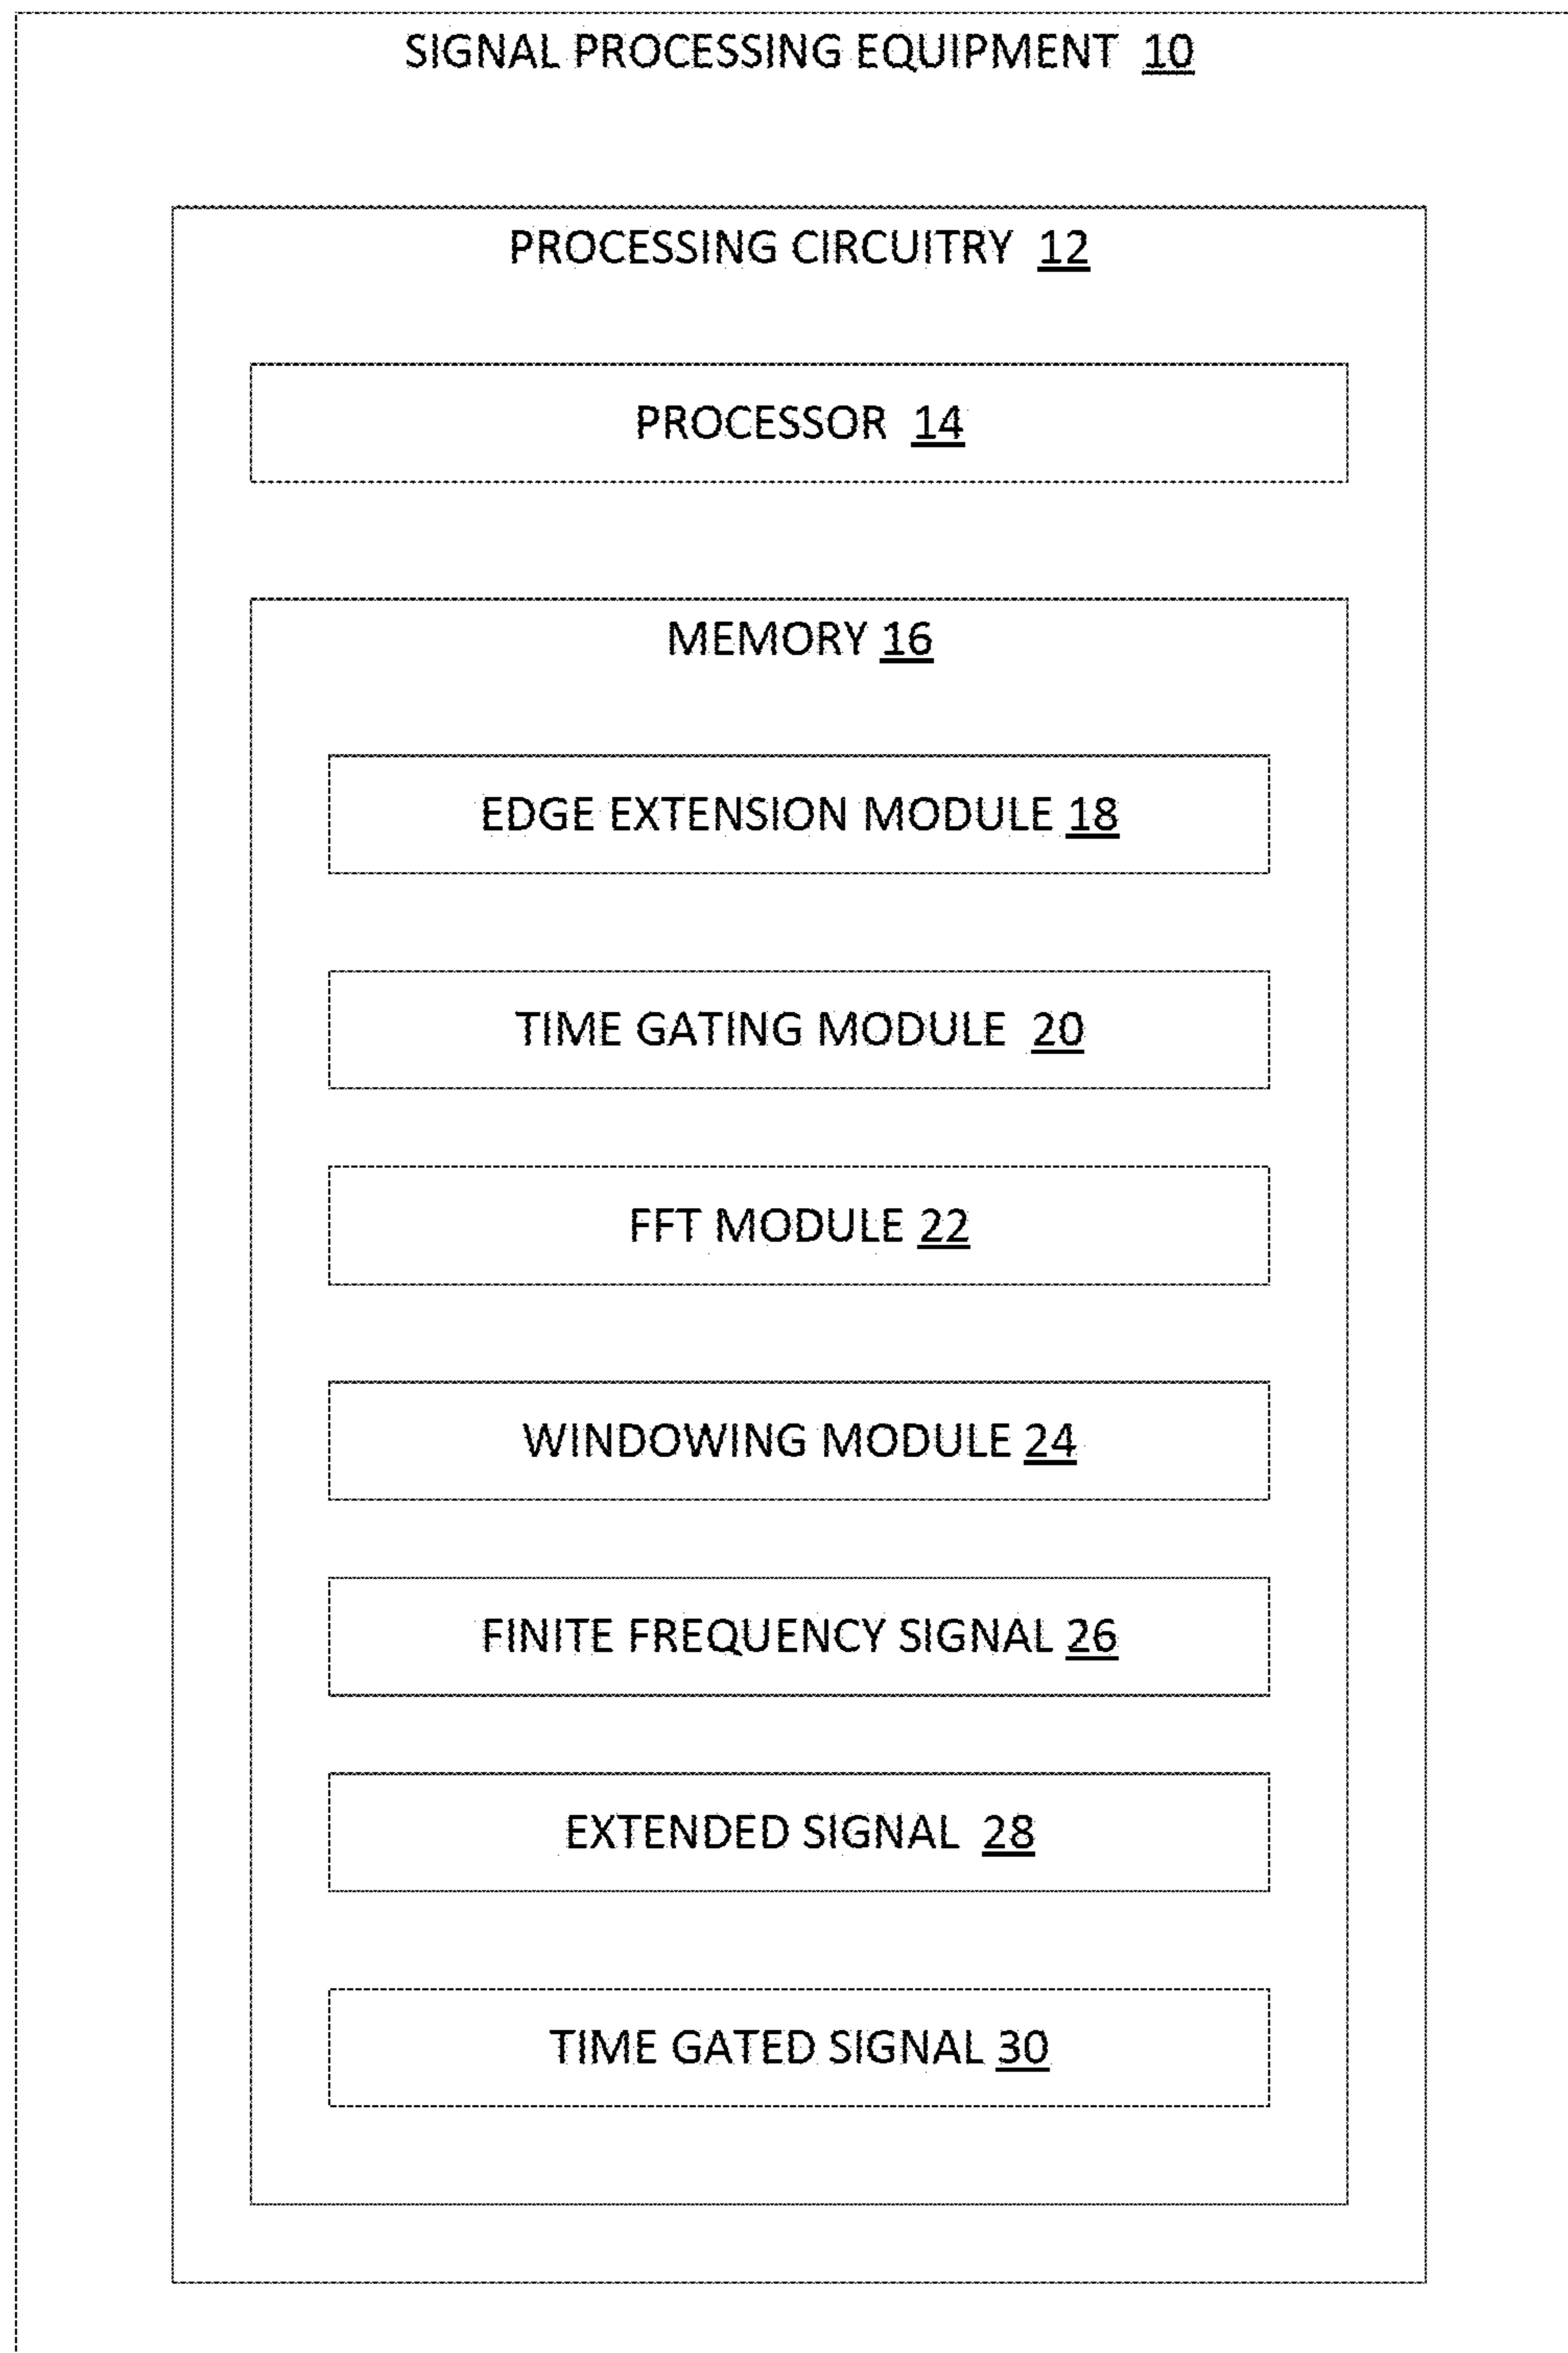 SIGNAL PROCESSING EQUIPMENT 10
PROCESSING CIRCUITRY 12
PROCESSOR 14
MEMORY 16
EDGE EXTENSION MODULE 18
TIME GATING MODULE 20
FFT MODULE 22
WINDOWING MODULE 24
FINITE FREQUENCY SIGNAL 26
EXTENDED SIGNAL 28
TIME GATED SIGNAL 30